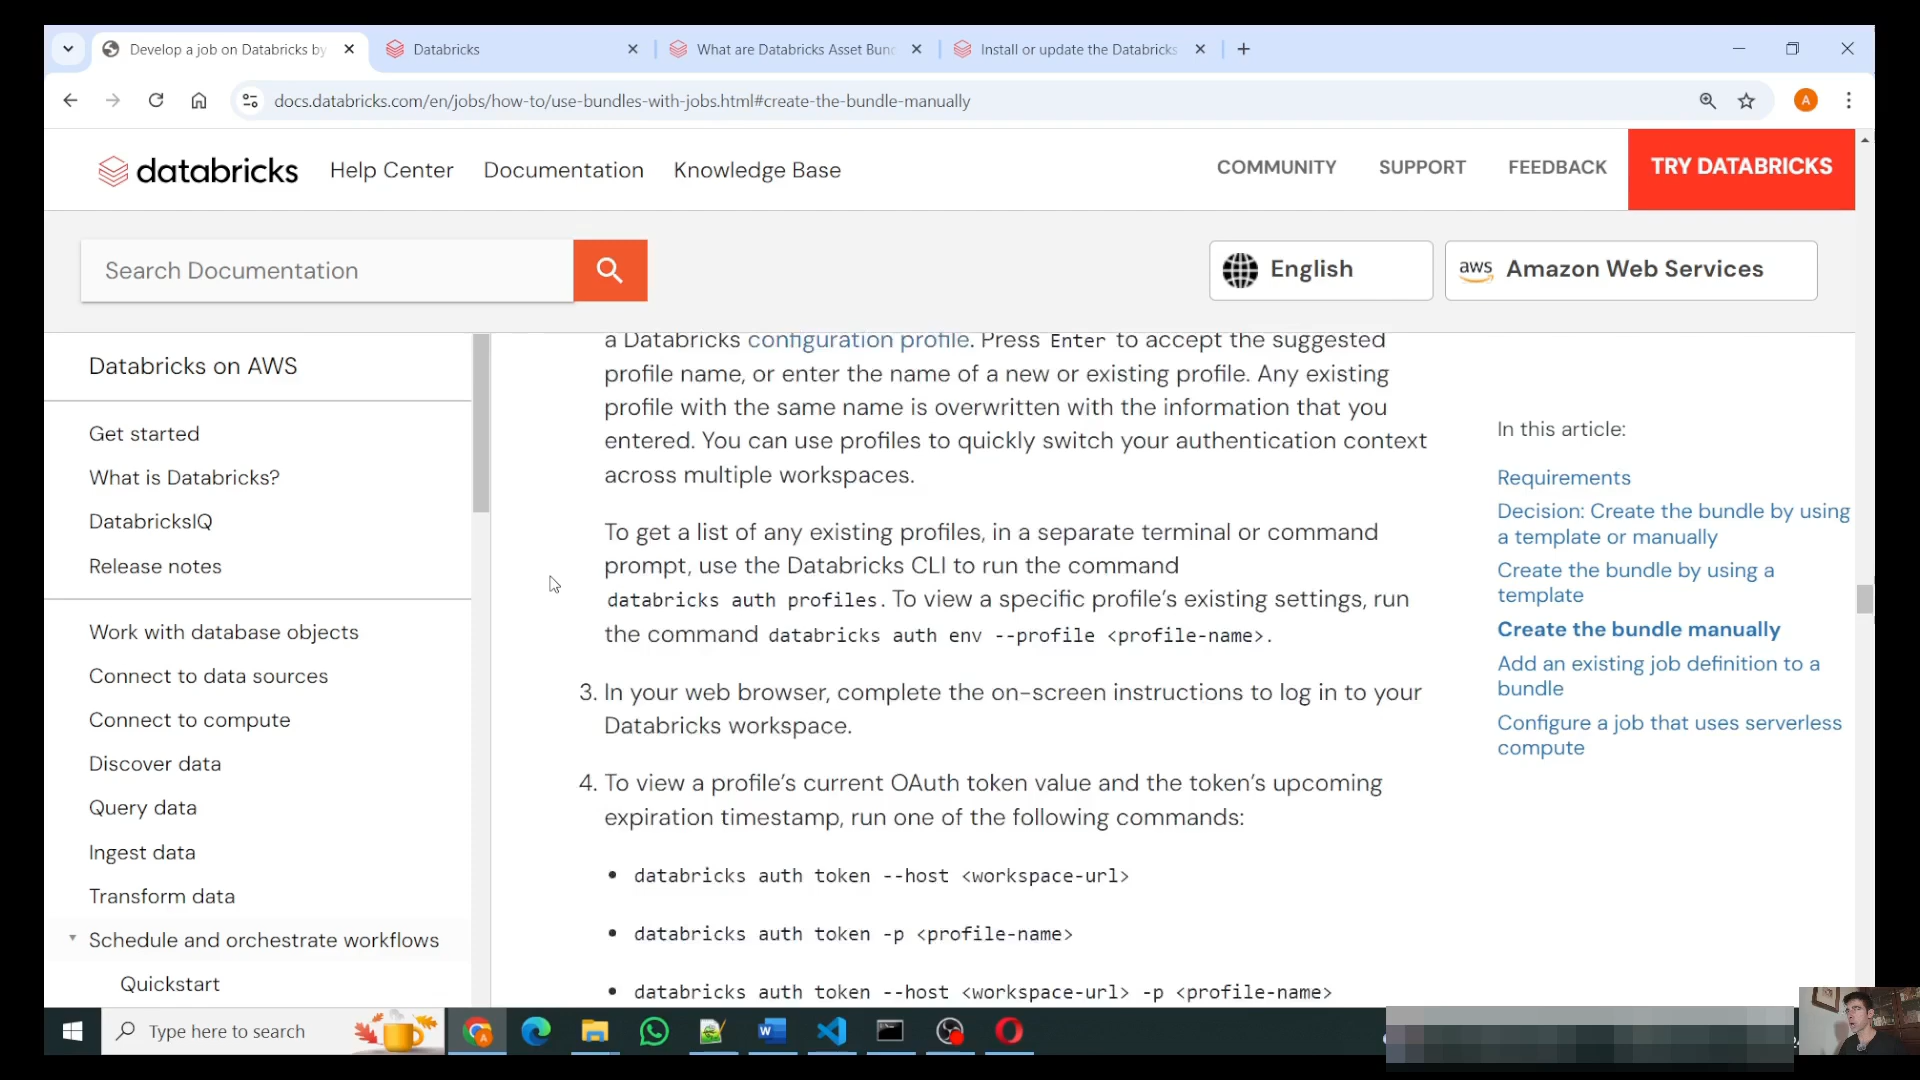 Develop a job on Databricks by
Databricks
What are Databricks Asset Bun
Install or update the Databricks
docs.databricks.com/en/jobs/how-to/use-bundles-with-jobs.html#create-the-bundle-manually
A
databricks
Help Center
Documentation
Knowledge Base
COMMUNITY
SUPPORT
FEEDBACK
TRY DATABRICKS
Search Documentation
English
aws Amazon Web Services
Databricks on AWS
Get started
What is Databricks?
DatabricksIQ
Release notes
Work with database objects
Connect to data sources
Connect to compute
Discover data
Query data
Ingest data
Transform data
Schedule and orchestrate workflows
Quickstart
a Databricks configuration profile. Press Enter to accept the suggested
profile name, or enter the name of a new or existing profile. Any existing
profile with the same name is overwritten with the information that you
entered. You can use profiles to quickly switch your authentication context
across multiple workspaces.
To get a list of any existing profiles, in a separate terminal or command
prompt, use the Databricks CLI to run the command
databricks auth profiles. To view a specific profile’s existing settings, run
the command databricks auth env --profile <profile-name>.
3. In your web browser, complete the on-screen instructions to log in to your
Databricks workspace.
4. To view a profile’s current OAuth token value and the token’s upcoming
expiration timestamp, run one of the following commands:
• databricks auth token --host <workspace-url>
• databricks auth token -p <profile-name>
• databricks auth token --host <workspace-url> -p <profile-name>
In this article:
Requirements
Decision: Create the bundle by using
a template or manually
Create the bundle by using a
template
Create the bundle manually
Add an existing job definition to a
bundle
Configure a job that uses serverless
compute
Type here to search